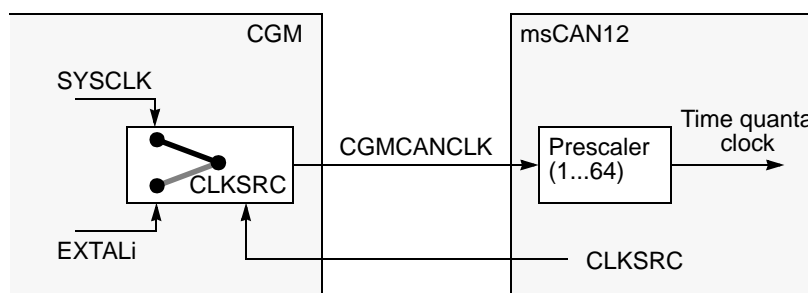 CGM
msCAN12
SYSCLK
CLKSRC
EXTALi
CGMCANCLK
Prescaler
(1...64)
Time quanta
clock
CLKSRC